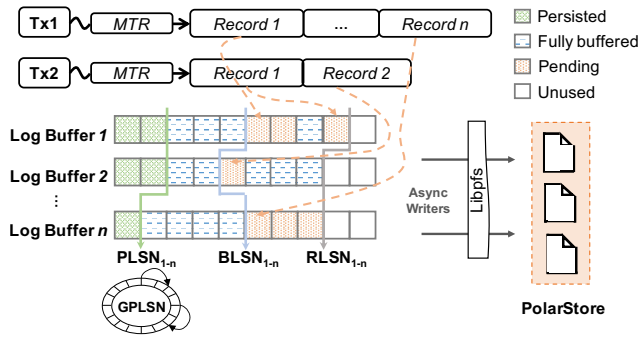 Tx1 MTR Record 1 ... Record n
Tx2 MTR Record 1 Record 2
Persisted
Fully buffered
Pending
Unused
Log Buffer 1
Log Buffer 2
⋮
Log Buffer n
PLSN1-n BLSN1-n RLSN1-n
GPLSN
Async
Writers
Libpfs
PolarStore